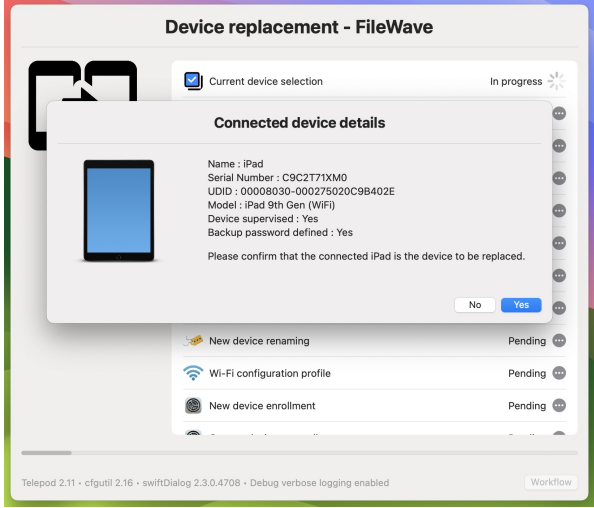 Device replacement - FileWave
Current device selection In progress
Connected device details
Name : iPad
Serial Number : C9C2T71XM0
UDID : 00008030-000275020C9B402E
Model : iPad 9th Gen (WiFi)
Device supervised : Yes
Backup password defined : Yes
Please confirm that the connected iPad is the device to be replaced.
No Yes
New device renaming Pending
Wi-Fi configuration profile Pending
New device enrollment Pending
Telepod 2.11 • cfgutil 2.16 • swiftDialog 2.3.0.4708 • Debug verbose logging enabled
Workflow